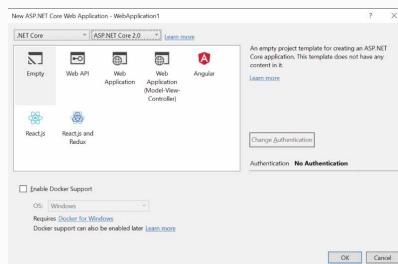 New ASP.NET Core Web Application - WebApplication1
? X
.NET Core
ASP.NET Core 2.0
Learn more
Empty
Web API
Web
Application
Web
Application
(Model-View-
Controller)
Angular
React.js
React.js and
Redux
An empty project template for creating an ASP.NET
Core application. This template does not have any
content in it.
Learn more
Change Authentication
Authentication No Authentication
Enable Docker Support
OS: Windows
Requires Docker for Windows
Docker support can also be enabled later Learn more
OK
Cancel